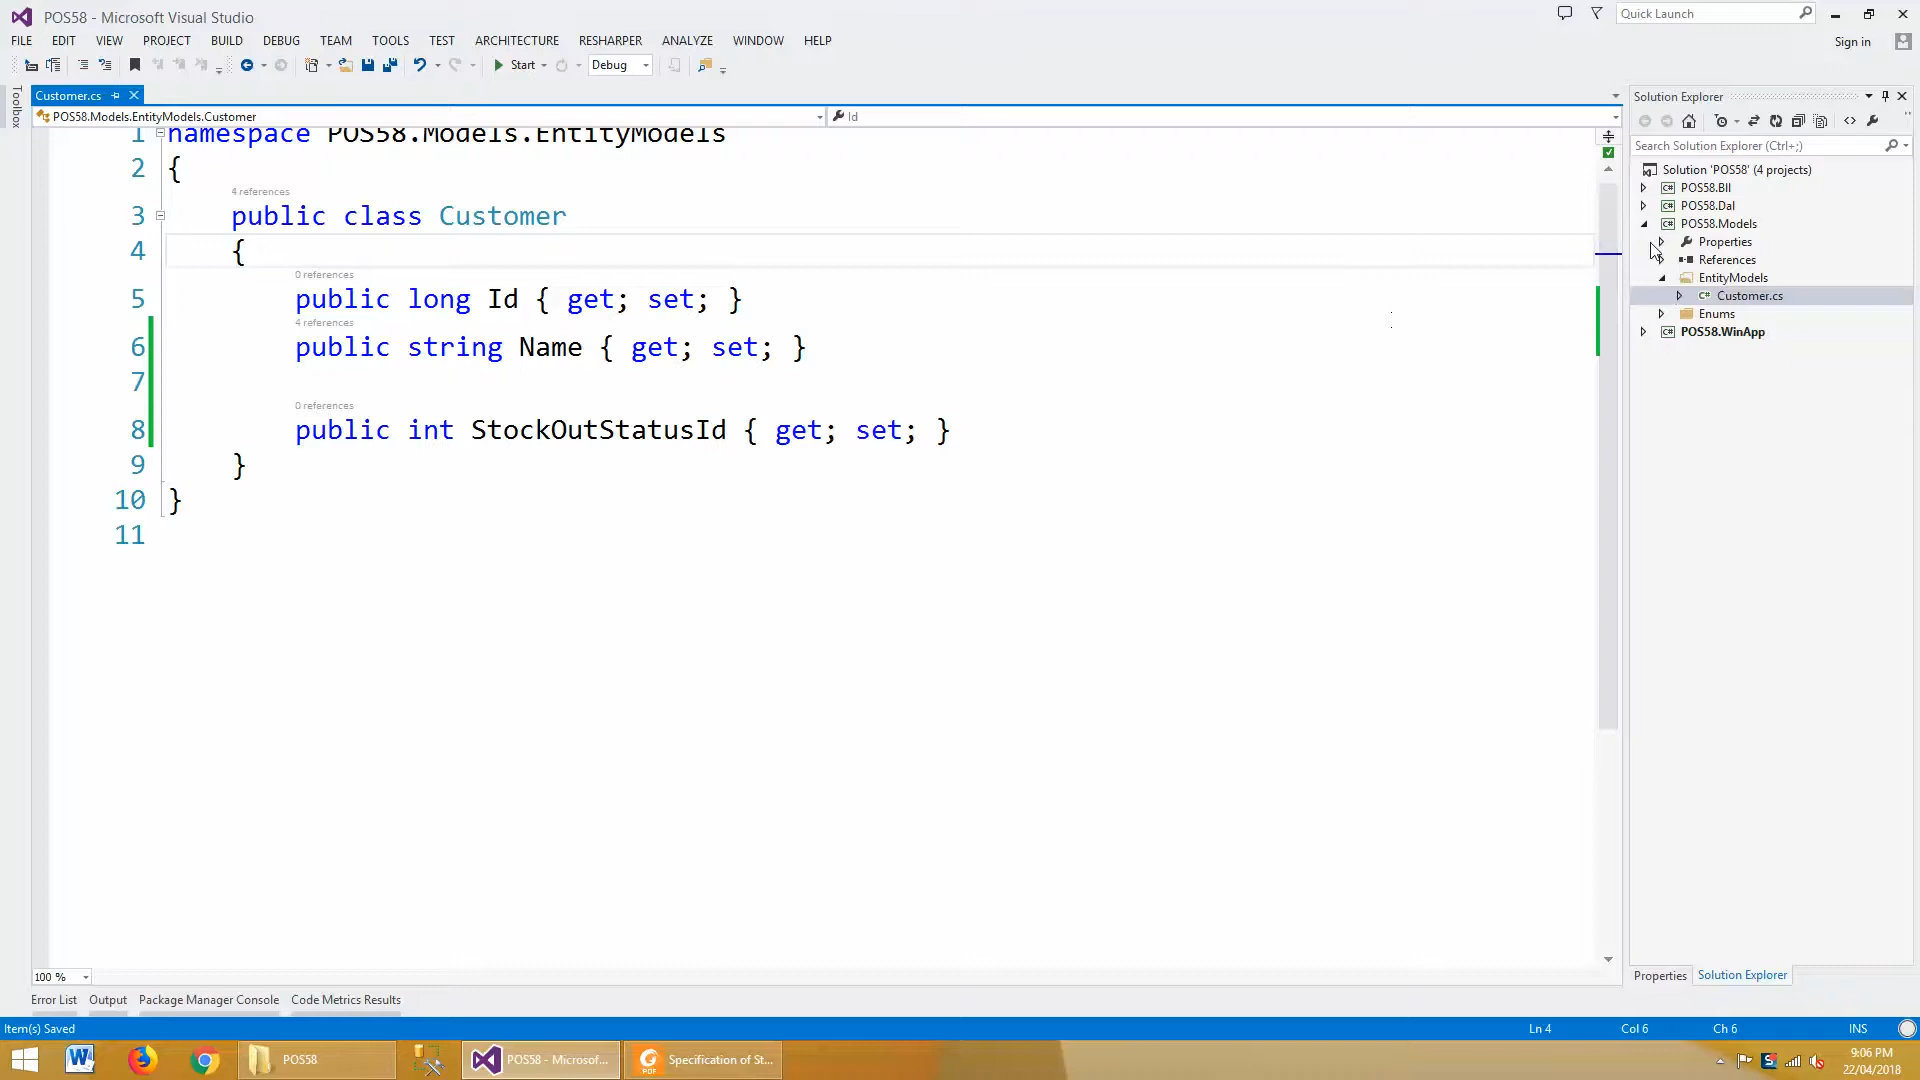 POS58 - Microsoft Visual Studio
Quick Launch
FILE EDIT VIEW PROJECT BUILD DEBUG TEAM TOOLS TEST ARCHITECTURE RESHARPER ANALYZE WINDOW HELP
Sign in
Start
Debug
Toolbox
Customer.cs
POS58.Models.EntityModels.Customer
Id
1 namespace POS58.Models.EntityModels
2 {
4 references
3 public class Customer
4 {
0 references
5 public long Id { get; set; }
4 references
6 public string Name { get; set; }
7
0 references
8 public int StockOutStatusId { get; set; }
9 }
10 }
11
Solution Explorer
Search Solution Explorer (Ctrl+;)
Solution 'POS58' (4 projects)
POS58.Bll
POS58.Dal
POS58.Models
Properties
References
EntityModels
Customer.cs
Enums
POS58.WinApp
100 %
Properties Solution Explorer
Error List Output Package Manager Console Code Metrics Results
Item(s) Saved
Ln 4 Col 6 Ch 6 INS
POS58
POS58 - Microsof...
PDF
Specification of St...
9:06 PM
22/04/2018